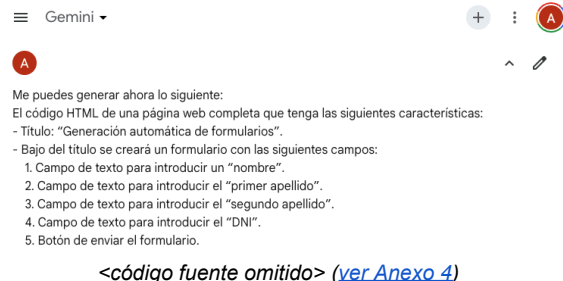 Gemini
A
A
Me puedes generar ahora lo siguiente:
El código HTML de una página web completa que tenga las siguientes características:
- Título: “Generación automática de formularios”.
- Bajo del título se creará un formulario con las siguientes campos:
1. Campo de texto para introducir un “nombre”.
2. Campo de texto para introducir el “primer apellido”.
3. Campo de texto para introducir el “segundo apellido”.
4. Campo de texto para introducir el “DNI”.
5. Botón de enviar el formulario.
<código fuente omitido> (ver Anexo 4)